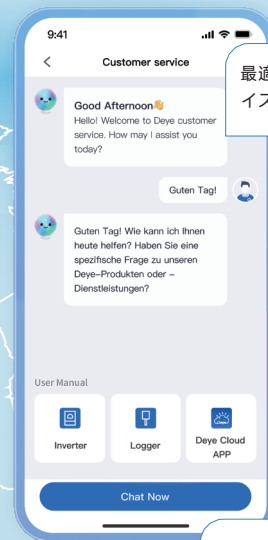 9:41
Customer service
最適
イス
Good Afternoon👋
Hello! Welcome to Deye customer
service. How may I assist you
today?
Guten Tag!
Guten Tag! Wie kann ich Ihnen
heute helfen? Haben Sie eine
spezifische Frage zu unseren
Deye-Produkten oder –
Dienstleistungen?
User Manual
Inverter
Logger
Deye Cloud
APP
Chat Now